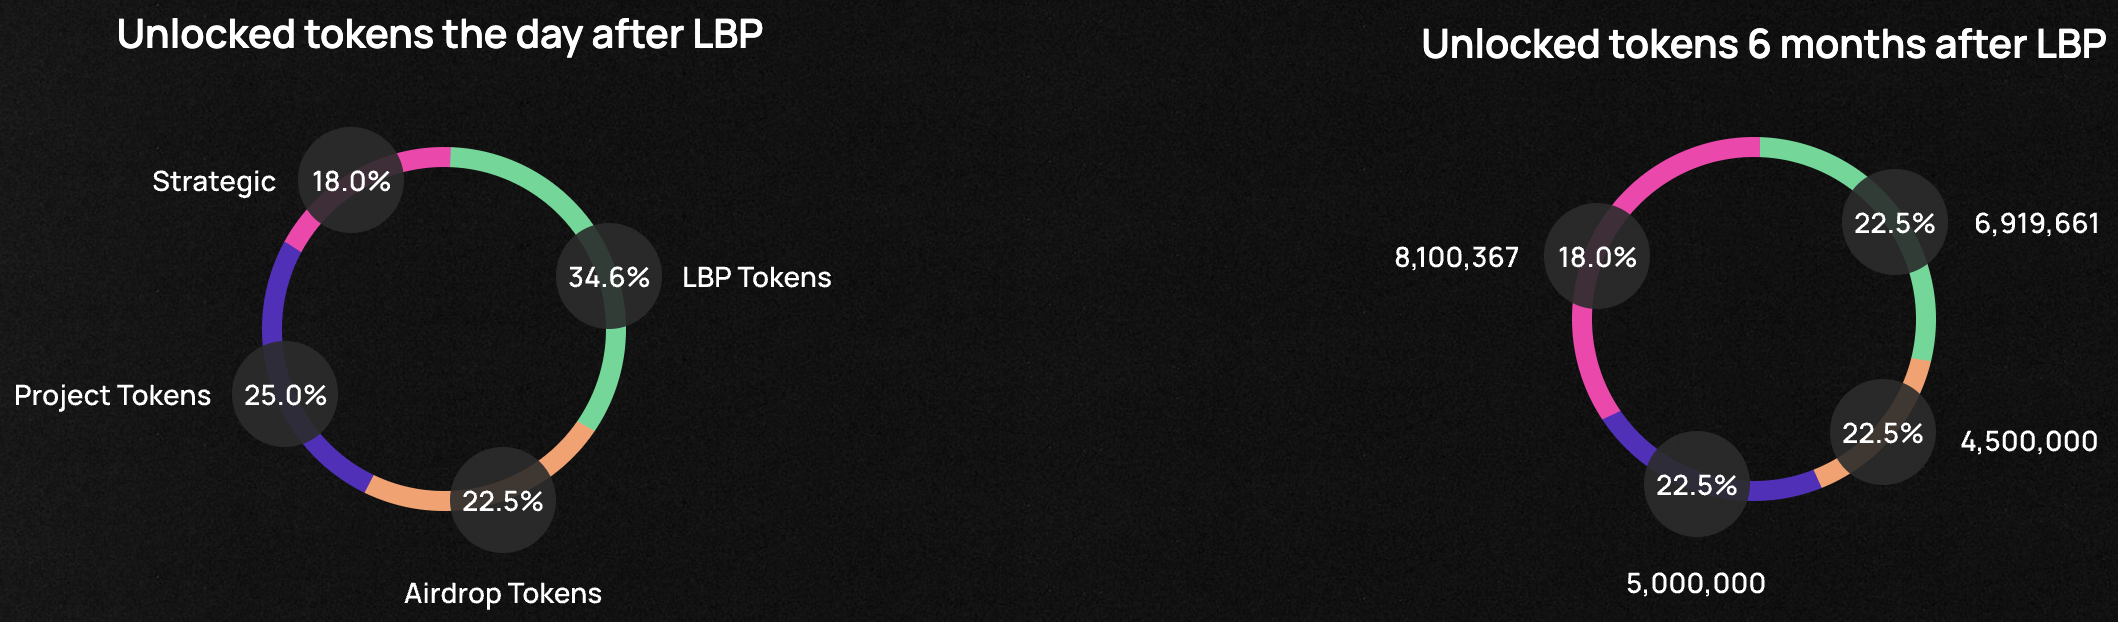 Unlocked tokens the day after LBP
Strategic
18.0%
34.6%
LBP Tokens
Project Tokens
25.0%
22.5%
Airdrop Tokens
Unlocked tokens 6 months after LBP
22.5%
6,919,661
8,100,367
18.0%
22.5%
4,500,000
22.5%
5,000,000